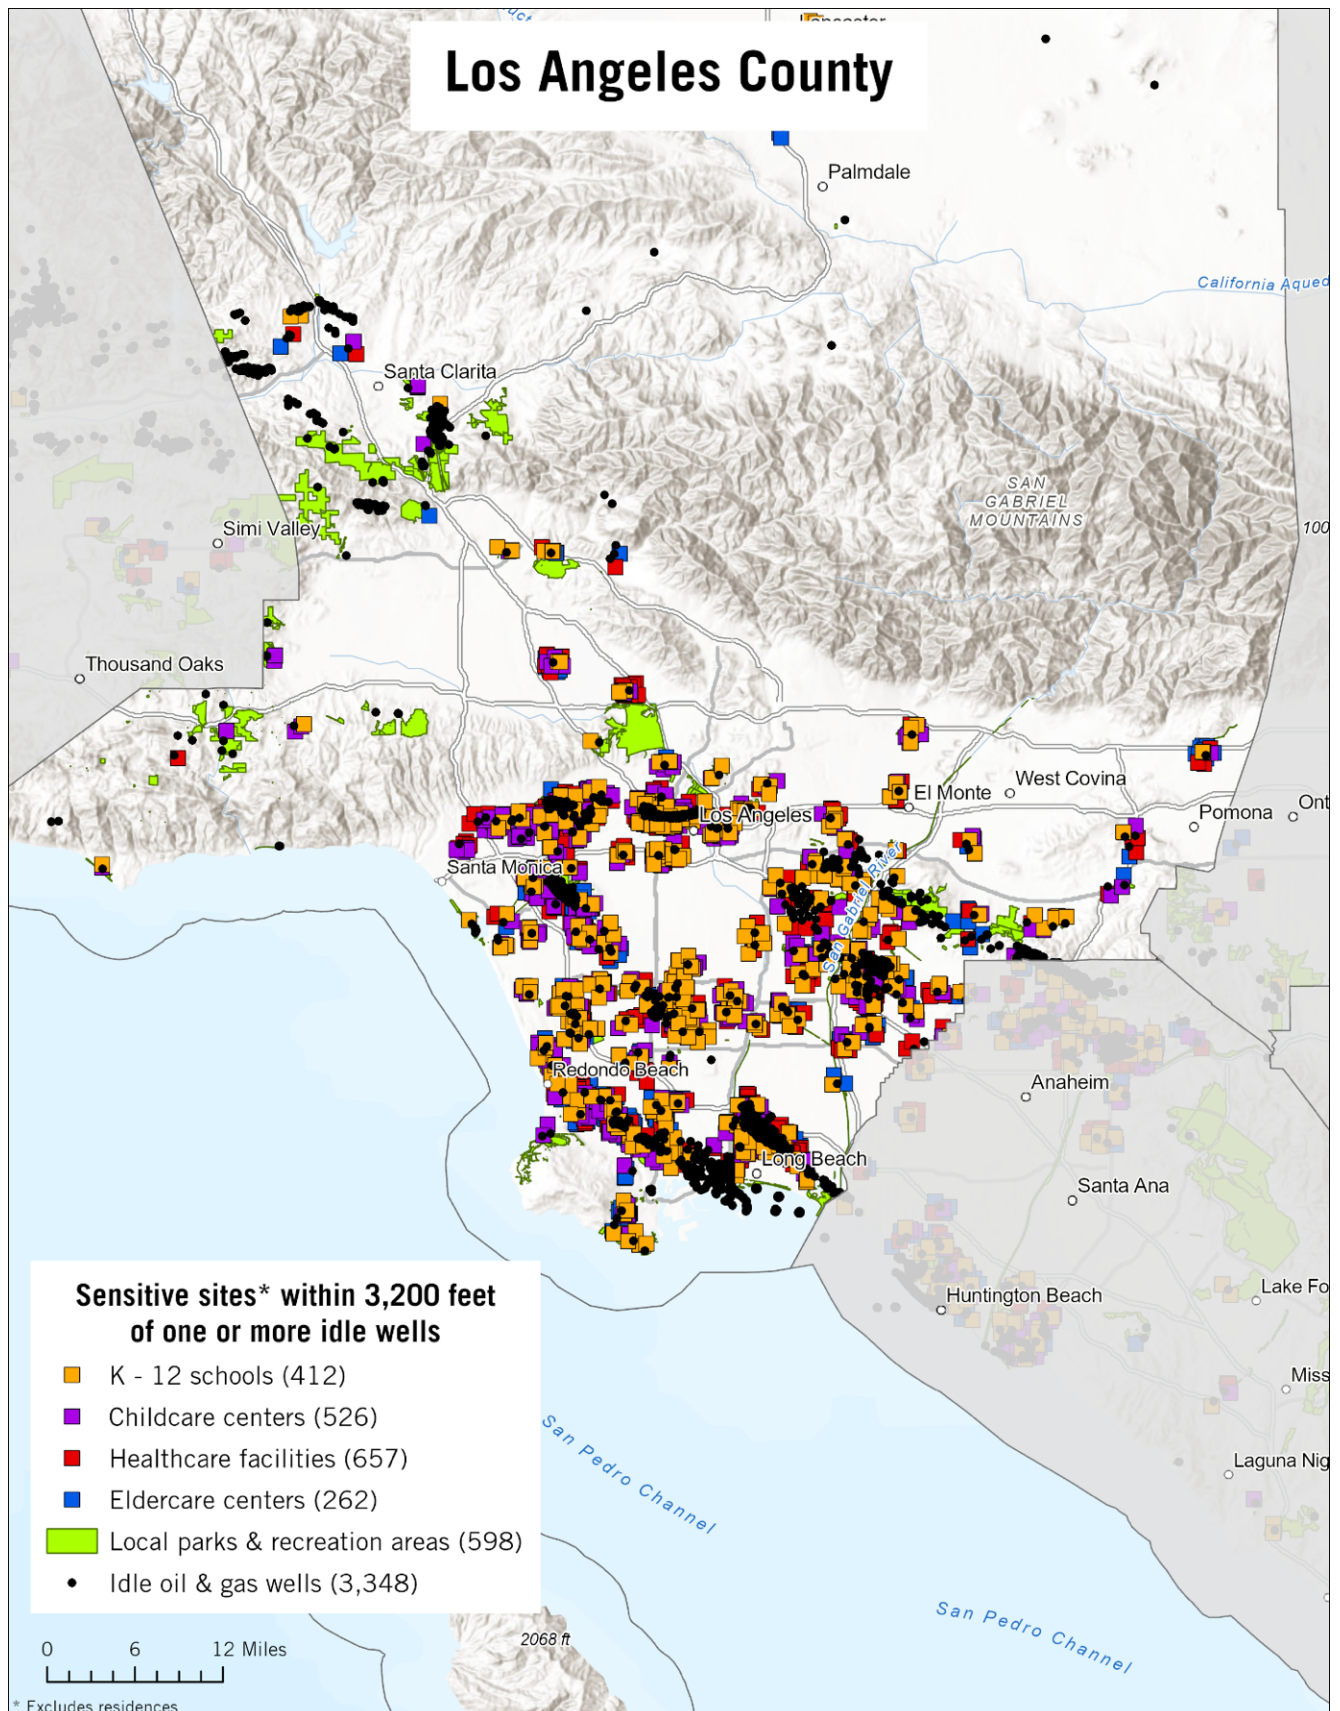 Los Angeles County
Palmdale
California Aqued
Santa Clarita
SAN
GABRIEL
MOUNTAINS
100
Simi Valley
Thousand Oaks
West Covina
El Monte
Pomona
Ont
Los Angeles
Santa Monica
San Gabriel River
Redondo Beach
Anaheim
Long Beach
Santa Ana
Lake Fo
Huntington Beach
Miss
Laguna Nig
San Pedro Channel
San Pedro Channel
2068 ft
Sensitive sites* within 3,200 feet
of one or more idle wells
K - 12 schools (412)
Childcare centers (526)
Healthcare facilities (657)
Eldercare centers (262)
Local parks & recreation areas (598)
Idle oil & gas wells (3,348)
0 6 12 Miles
* Excludes residences